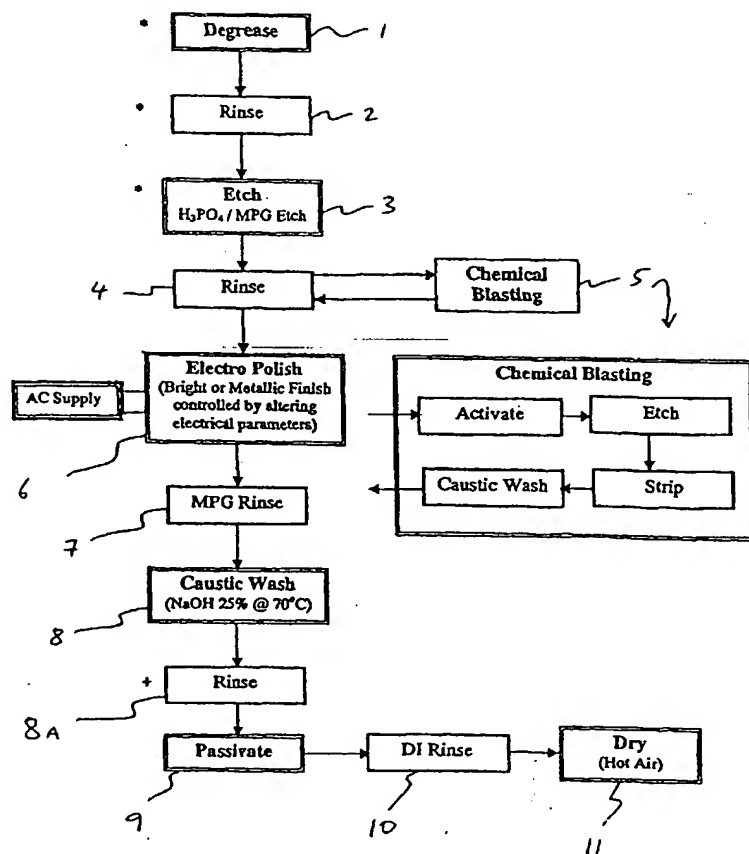 * Degrease 1
* Rinse 2
* Etch
H₃PO₄ / MPG Etch 3
4 Rinse
Chemical
Blasting 5
AC Supply
Electro Polish
(Bright or Metallic Finish
controlled by altering
electrical parameters)
6
Chemical Blasting
Activate
Etch
Caustic Wash
Strip
MPG Rinse
7
Caustic Wash
(NaOH 25% @ 70°C)
8
+ Rinse
8A
Passivate
9
DI Rinse
10
Dry
(Hot Air)
11